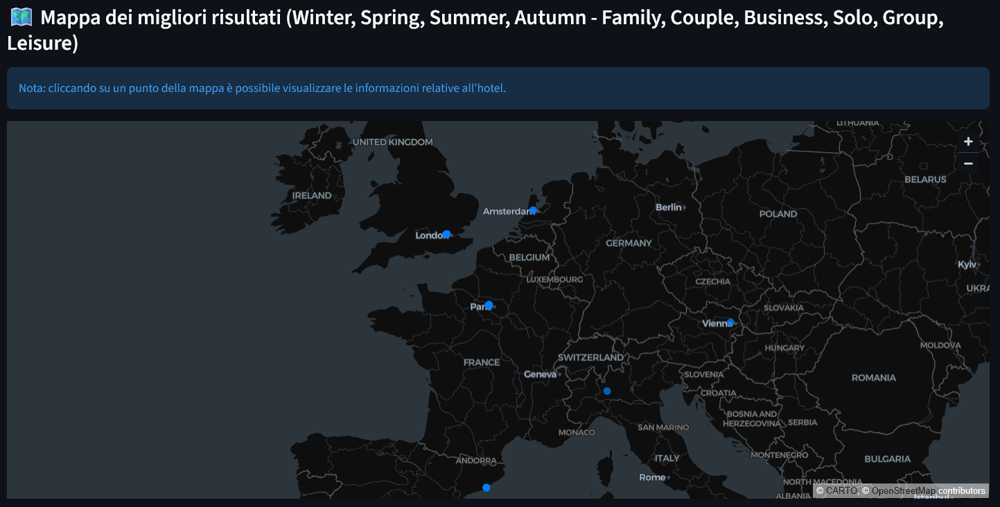 Mappa dei migliori risultati (Winter, Spring, Summer, Autumn - Family, Couple, Business, Solo, Group,
Leisure)
Nota: cliccando su un punto della mappa è possibile visualizzare le informazioni relative all'hotel.
LITHUANIA
UNITED KINGDOM
+
−
BELARUS
IRELAND
Amsterdam
Berlin
POLAND
London
GERMANY
BELGIUM
Kyiv
LUXEMBOURG
CZECHIA
UKRA
Paris
SLOVAKIA
Vienna
MOLDOVA
HUNGARY
SWITZERLAND
FRANCE
Geneva
SLOVENIA
ROMANIA
CROATIA
BOSNIA AND
HERZEGOVINA
SERBIA
SAN MARINO
MONACO
MONTENEGRO
ANDORRA
ITALY
BULGARIA
Rome
NORTH MACEDONIA
© CARTO, © OpenStreetMap contributors
ALBANIA
Istanbul